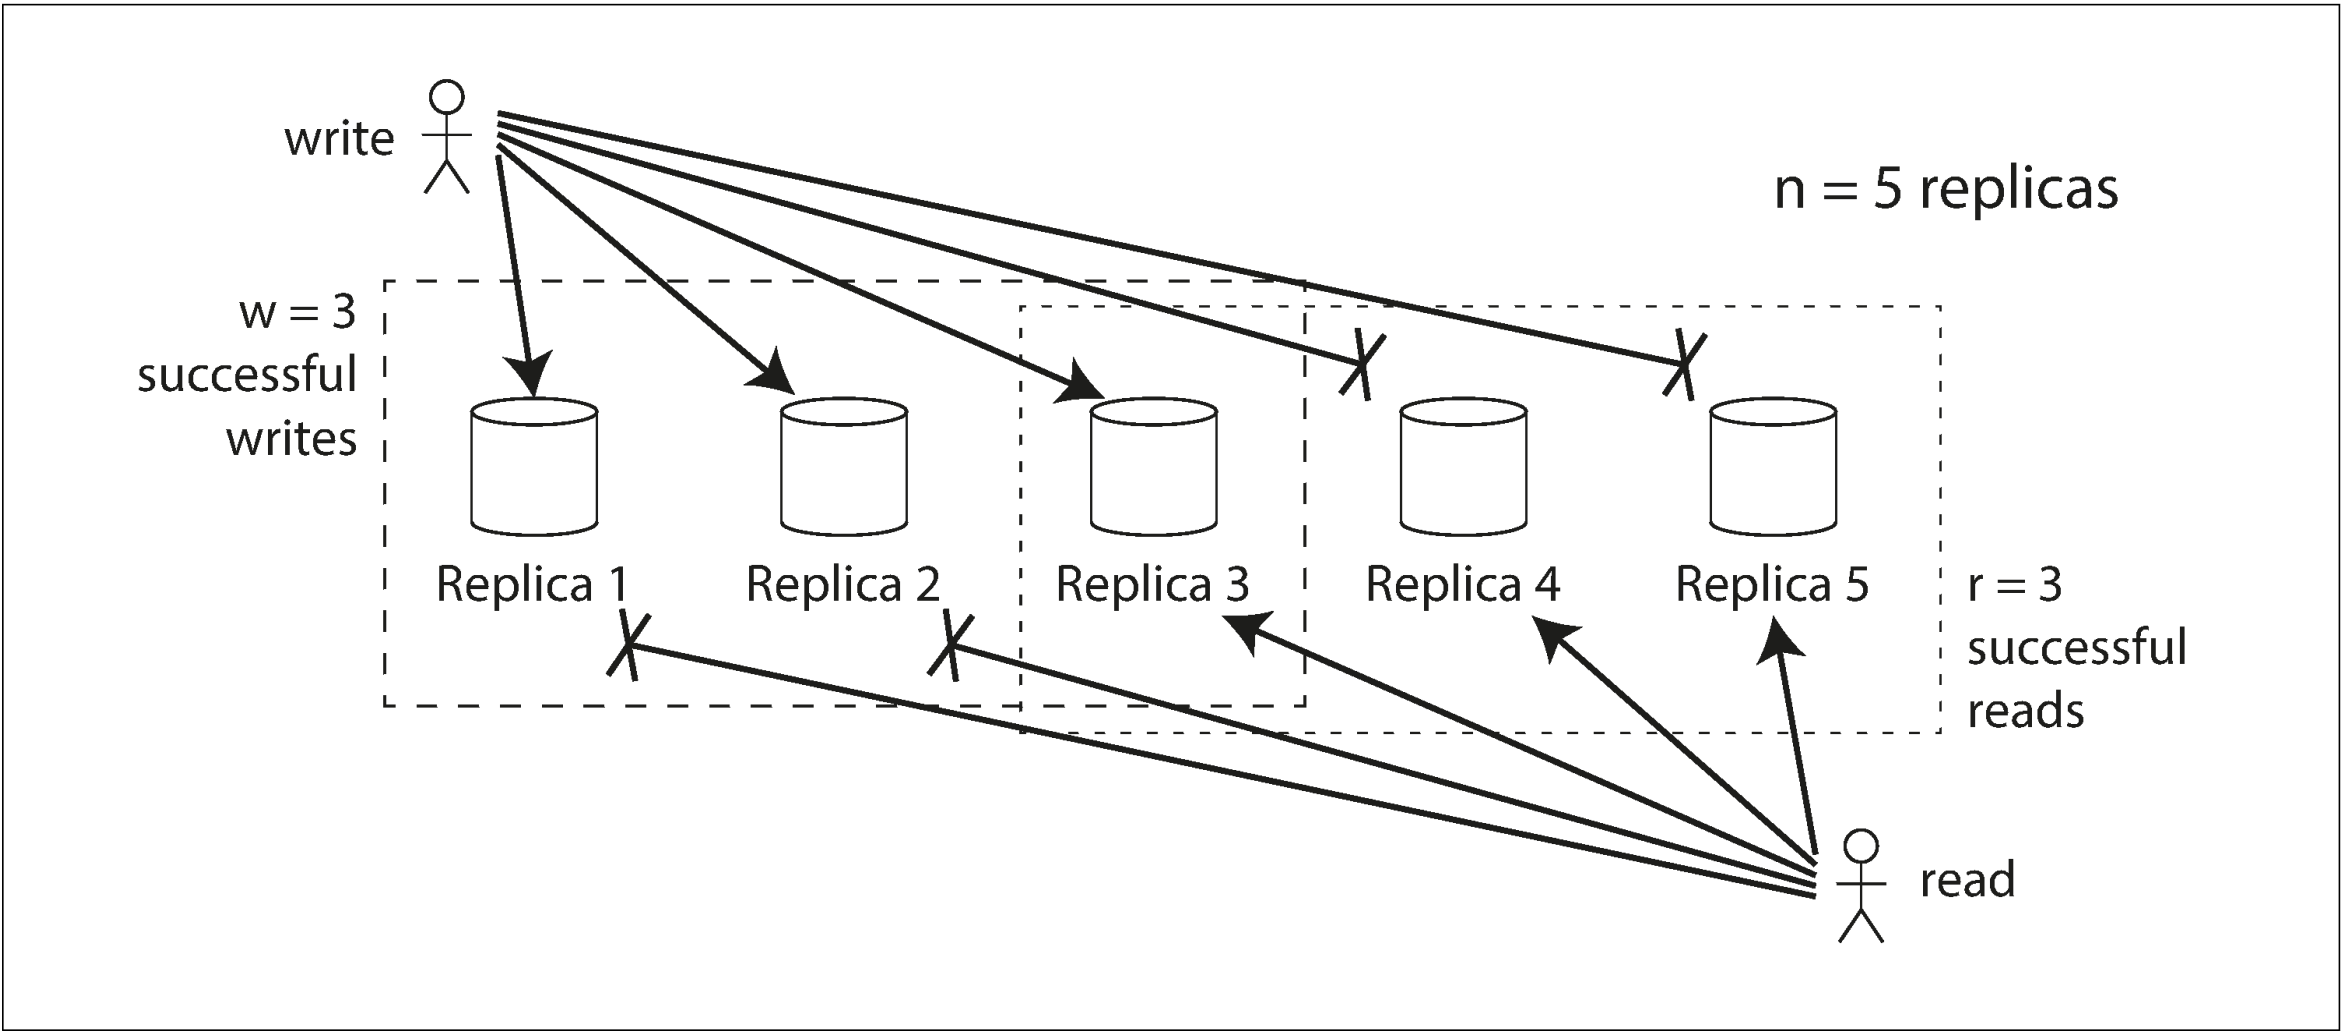 write
n = 5 replicas
w = 3
successful
writes
Replica 1
Replica 2
Replica 3
Replica 4
Replica 5
r = 3
successful
reads
read